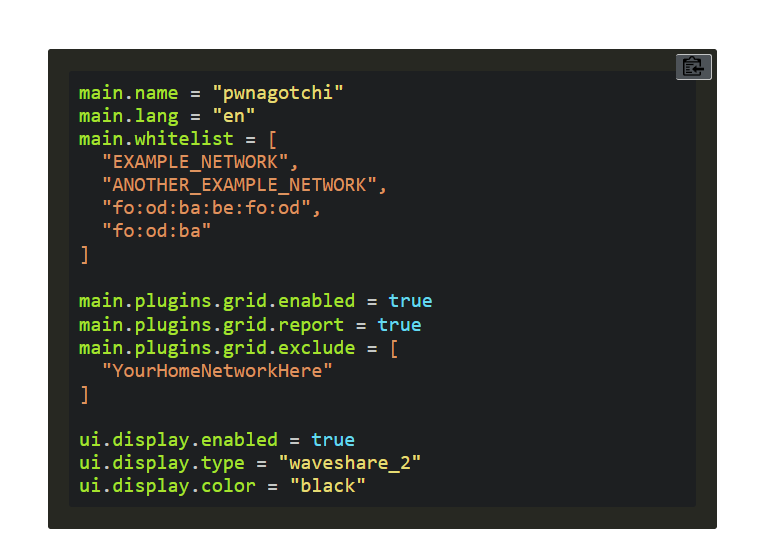 main.name = "pwnagotchi"
main.lang = "en"
main.whitelist = [
  "EXAMPLE_NETWORK",
  "ANOTHER_EXAMPLE_NETWORK",
  "fo:od:ba:be:fo:od",
  "fo:od:ba"
]

main.plugins.grid.enabled = true
main.plugins.grid.report = true
main.plugins.grid.exclude = [
  "YourHomeNetworkHere"
]

ui.display.enabled = true
ui.display.type = "waveshare_2"
ui.display.color = "black"